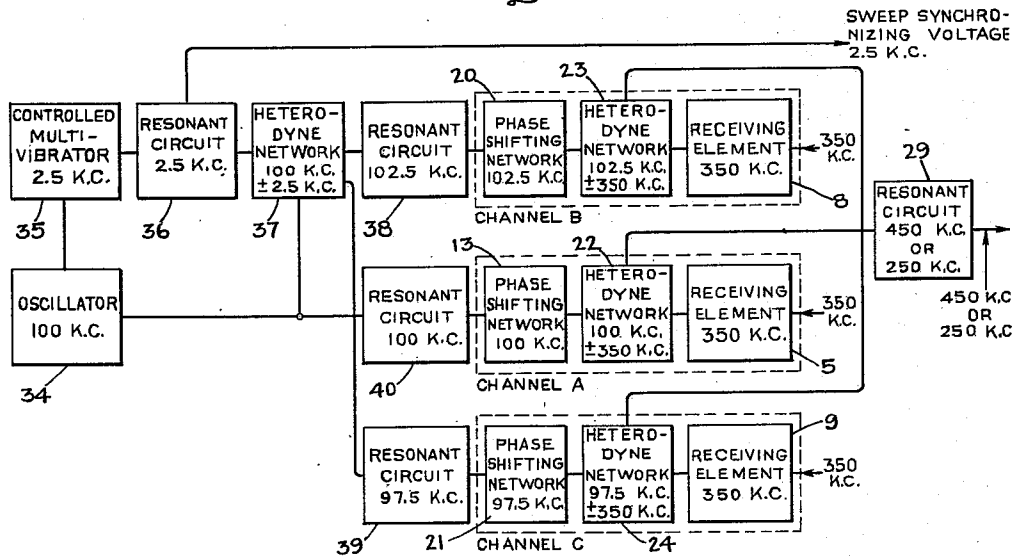 SWEEP SYNCHRO-
NIZING VOLTAGE
2.5 K.C.
CONTROLLED
MULTI-
VIBRATOR
2.5 K.C.
35
RESONANT
CIRCUIT
2.5 K.C.
36
HETERO-
DYNE
NETWORK
100 K.C.
± 2.5 K.C.
37
RESONANT
CIRCUIT
102.5 K.C.
38
20
PHASE
SHIFTING
NETWORK
102.5 K.C.
23
HETERO-
DYNE
NETWORK
102.5 K.C.
±350 K.C.
RECEIVING
ELEMENT
350 K.C.
8
350
K.C.
CHANNEL B
29
RESONANT
CIRCUIT
450 K.C.
OR
250 K.C.
450 K.C
OR
250 K.C
OSCILLATOR
100 K.C.
34
RESONANT
CIRCUIT
100 K.C.
40
13
PHASE
SHIFTING
NETWORK
100 K.C.
22
HETERO-
DYNE
NETWORK
100 K.C.
±350 K.C.
RECEIVING
ELEMENT
350 K.C.
5
350
K.C.
CHANNEL A
RESONANT
CIRCUIT
97.5 K.C.
39
PHASE
SHIFTING
NETWORK
97.5 K.C.
21
HETERO-
DYNE
NETWORK
97.5 K.C.
±350 K.C.
24
RECEIVING
ELEMENT
350 K.C.
9
350
K.C.
CHANNEL C